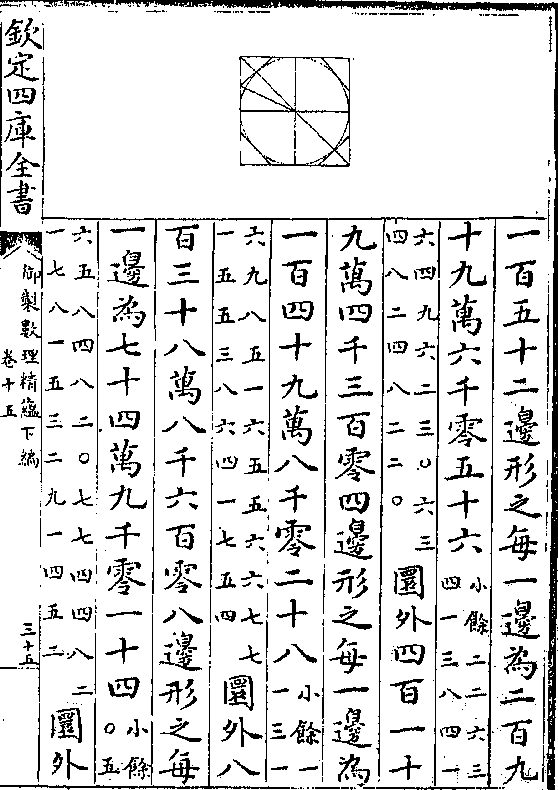 一百五十二邊形之每一邊為二百九
十九萬六千零五十六小餘二二六三
四一三八四一
六四九六二三〇六三
四八二四八二二〇
圜外四百一十
九萬四千三百零四邊形之每一邊為
一百四十九萬八千零二十八小餘一
一三一
六九八五一六五五六六七七
一五五三八六四一七五四
圜外八
百三十八萬八千六百零八邊形之每
一邊為七十四萬九千零一十四小餘
〇五
六五八四八二〇七七四四八二
一七八一五三二九一四五二
圜外
欽定四庫全書
御製數理精蘊下編
卷十五
三十五